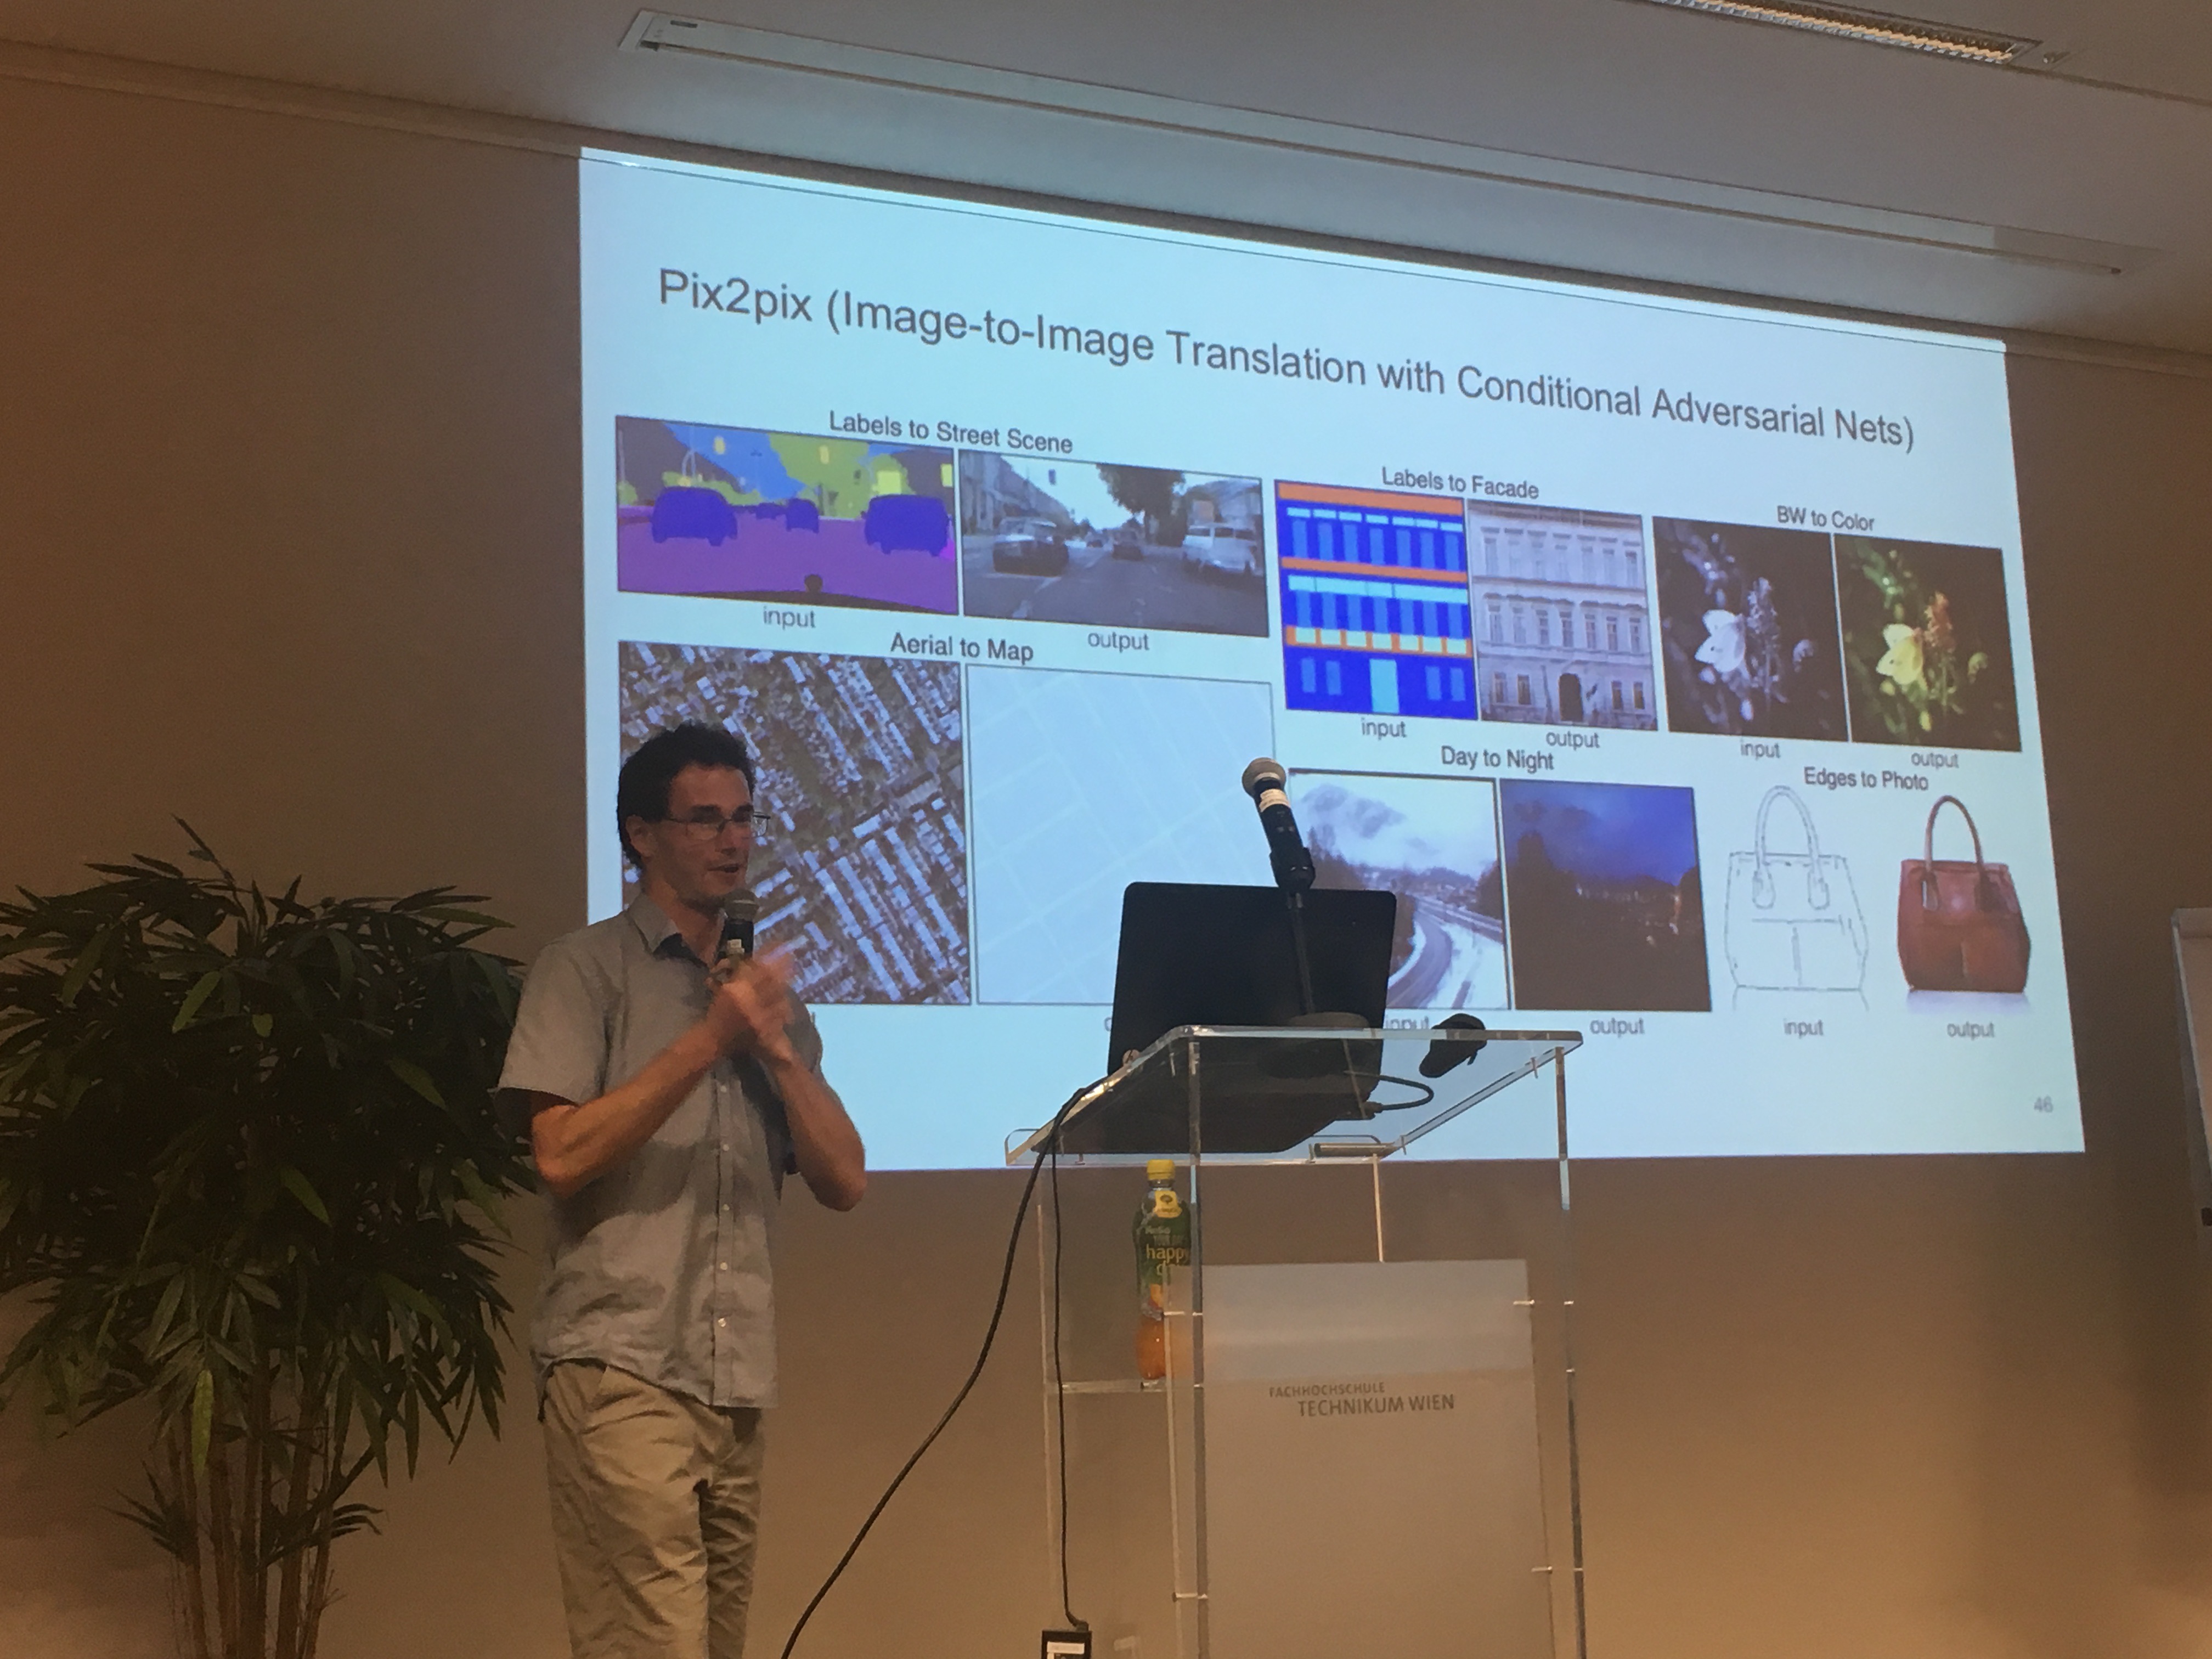 Pix2pix (Image-to-Image Translation with Conditional Adversarial Nets)
Labels to Street Scene
input
output
Labels to Facade
input
output
BW to Color
input
output
Aerial to Map
Day to Night
input
output
Edges to Photo
input
output
46
happy
FACHHOCHSCHULE
TECHNIKUM WIEN